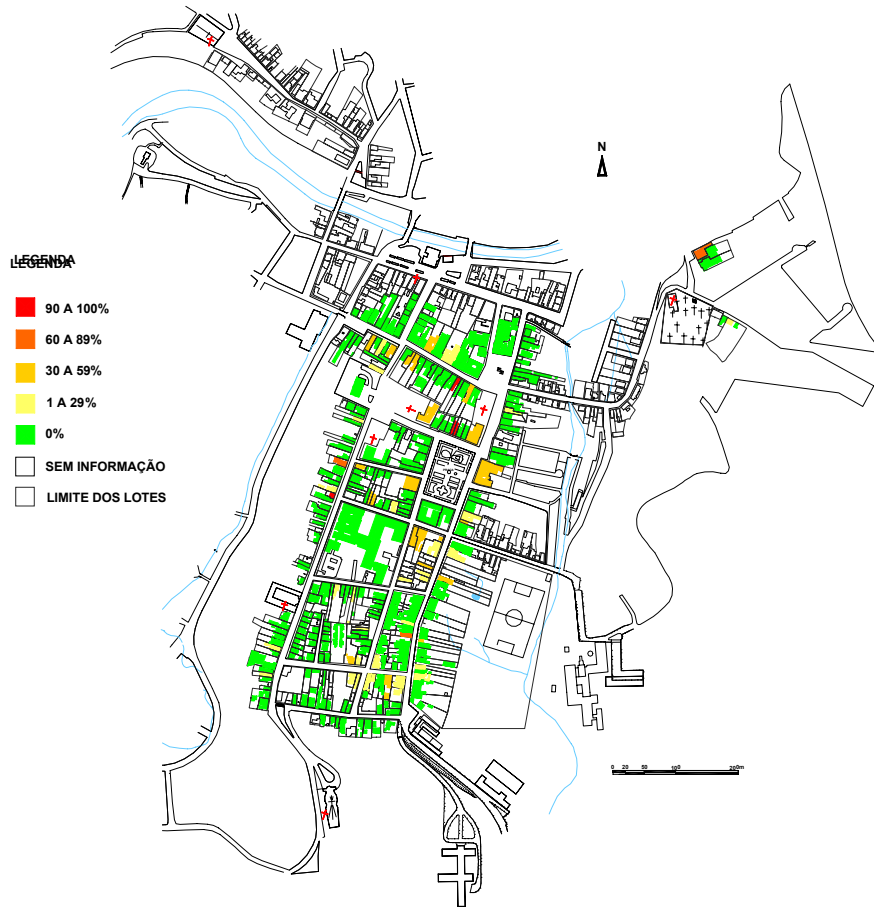 N
LEGENDA
LEGENDA
90 A 100%
60 A 89%
30 A 59%
1 A 29%
0%
SEM INFORMAÇÃO
LIMITE DOS LOTES
0 20 50 100 200m